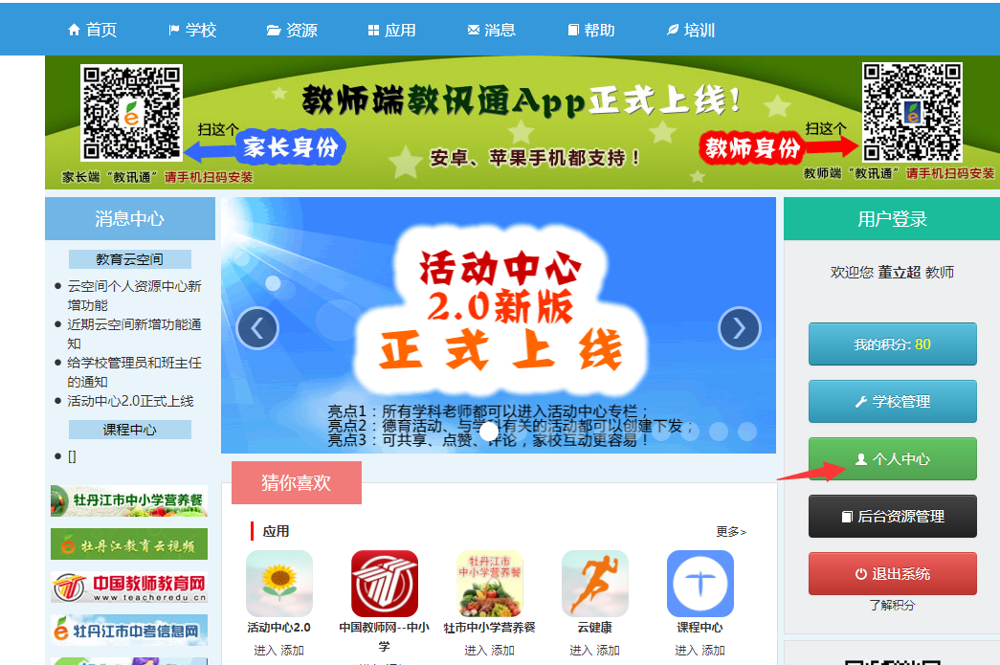 首页 学校 资源 应用 消息 帮助 培训
教师端教讯通App正式上线!
扫这个
家长身份
家长端“教讯通”请手机扫码安装
安卓、苹果手机都支持！
扫这个
教师身份
教师端“教讯通”请手机扫码安装
消息中心
教育云空间
云空间个人资源中心新
增功能
近期云空间新增功能通
知
给学校管理员和班主任
的通知
活动中心2.0正式上线
课程中心
[]
牡丹江市中小学营养餐
牡丹江教育云视频
中国教师教育网
www.teacheredu.cn
牡丹江市中考信息网
活动中心
2.0新版
正式上线
亮点1：所有学科老师都可以进入活动中心专栏；
亮点2：德育活动、与学科有关的活动都可以创建下发；
亮点3：可共享、点赞、评论，家校互动更容易！
猜你喜欢
应用
更多>
牡丹江市
中小学营养餐
活动中心2.0
中国教师网--中小
学
牡市中小学营养餐
云健康
课程中心
进入 添加
进入 添加
进入 添加
进入 添加
用户登录
欢迎您 董立超 教师
我的积分: 80
学校管理
个人中心
后台资源管理
退出系统
了解积分